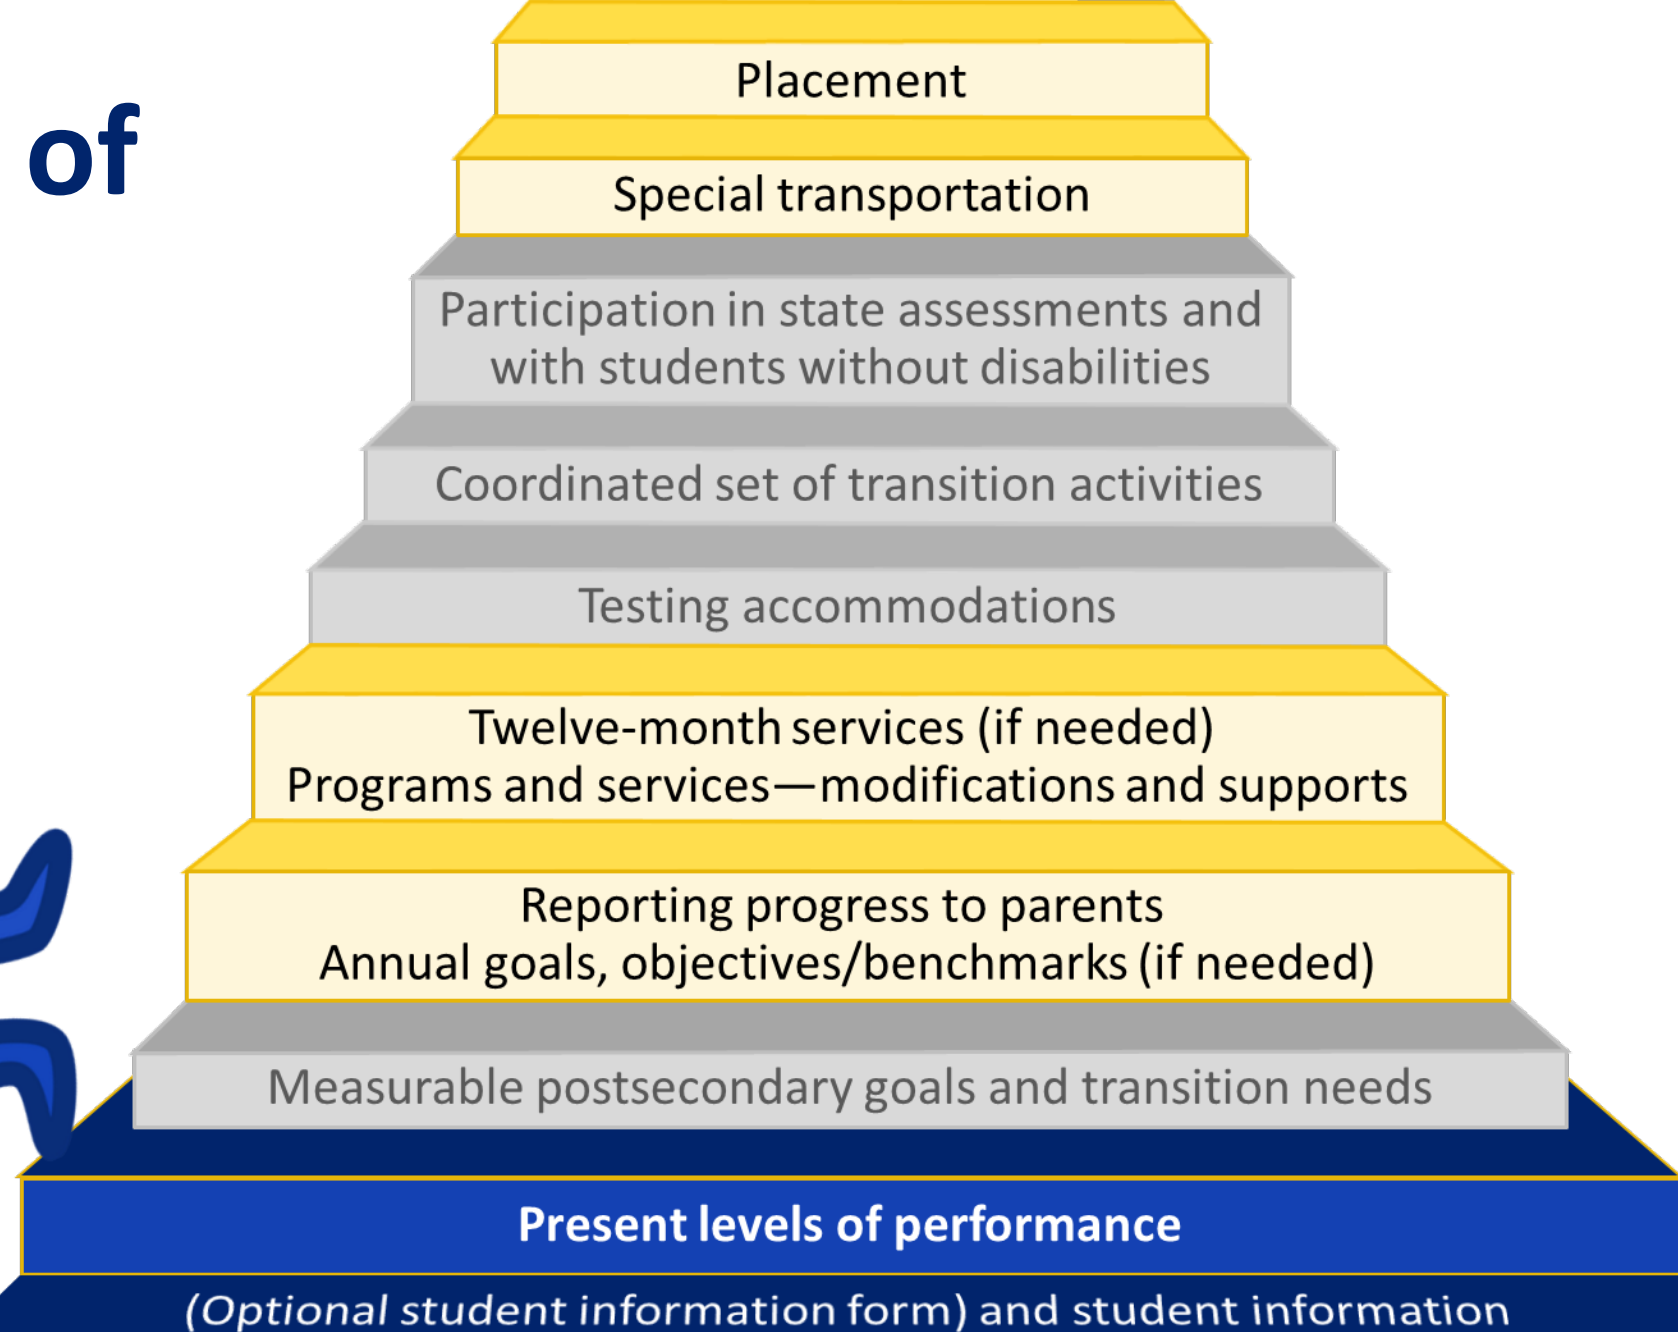 of
Placement
Special transportation
Participation in state assessments and
with students without disabilities
Coordinated set of transition activities
Testing accommodations
Twelve-month services (if needed)
Programs and services—modifications and supports
Reporting progress to parents
Annual goals, objectives/benchmarks (if needed)
Measurable postsecondary goals and transition needs
Present levels of performance
(Optional student information form) and student information